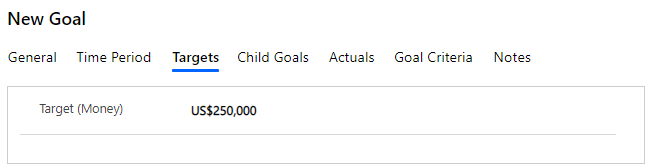 New Goal
General Time Period Targets Child Goals Actuals Goal Criteria Notes
Target (Money) US$250,000